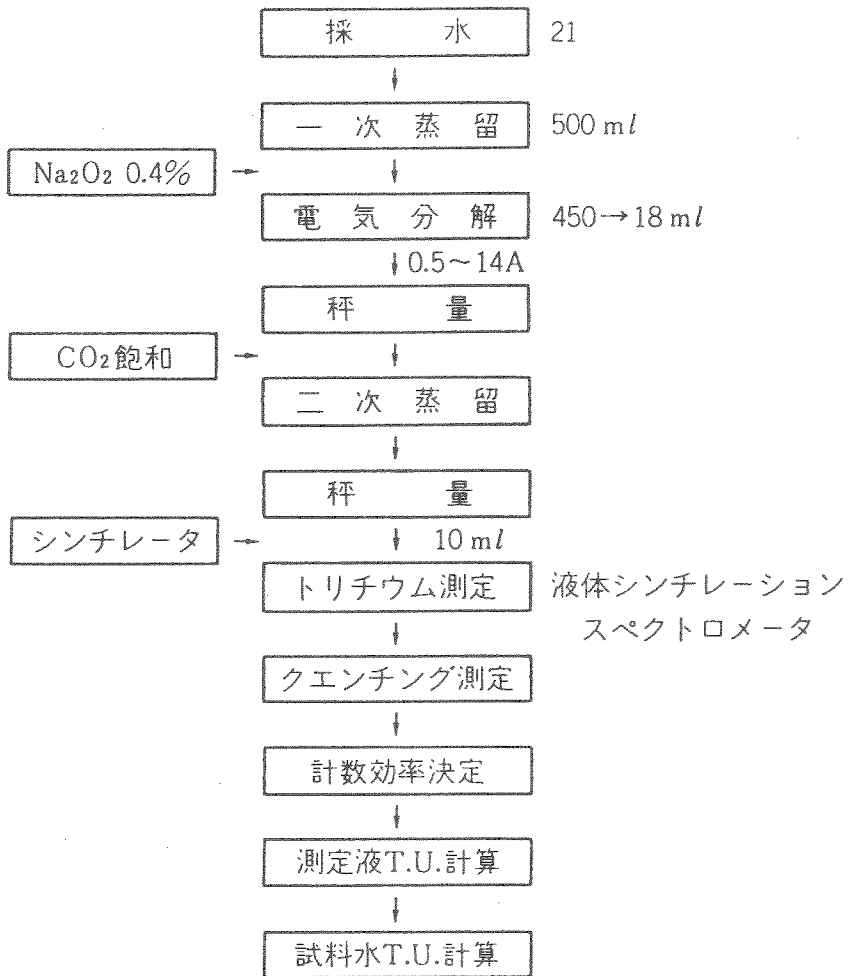 採水 21
一次蒸留 500 ml
Na₂O₂ 0.4%
電気分解 450→18 ml
0.5~14A
秤量
CO₂飽和
二次蒸留
秤量
シンチレータ 10 ml
トリチウム測定 液体シンチレーション
スペクトロメータ
クエンチング測定
計数効率決定
測定液T.U.計算
試料水T.U.計算